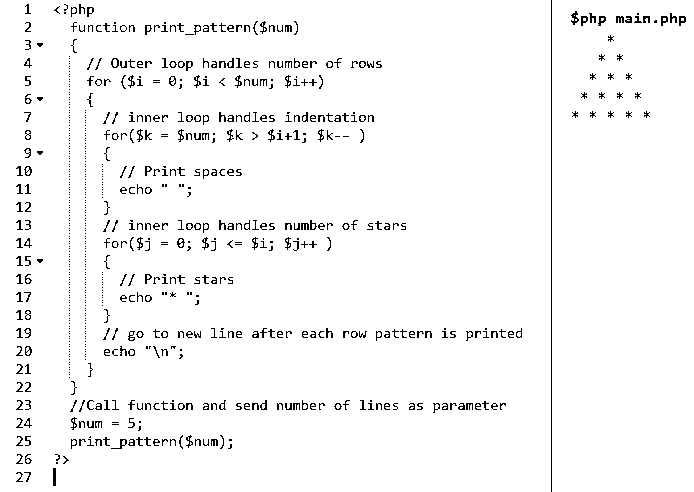 1 <?php
2 function print_pattern($num)
3 {
4 // Outer loop handles number of rows
5 for ($i = 0; $i < $num; $i++)
6 {
7 // inner loop handles indentation
8 for($k = $num; $k > $i+1; $k-- )
9 {
10 // Print spaces
11 echo " ";
12 }
13 // inner loop handles number of stars
14 for($j = 0; $j <= $i; $j++ )
15 {
16 // Print stars
17 echo "* ";
18 }
19 // go to new line after each row pattern is printed
20 echo "\n";
21 }
22 }
23 //Call function and send number of lines as parameter
24 $num = 5;
25 print_pattern($num);
26 ?>
27
$php main.php
*
* *
* * *
* * * *
* * * * *